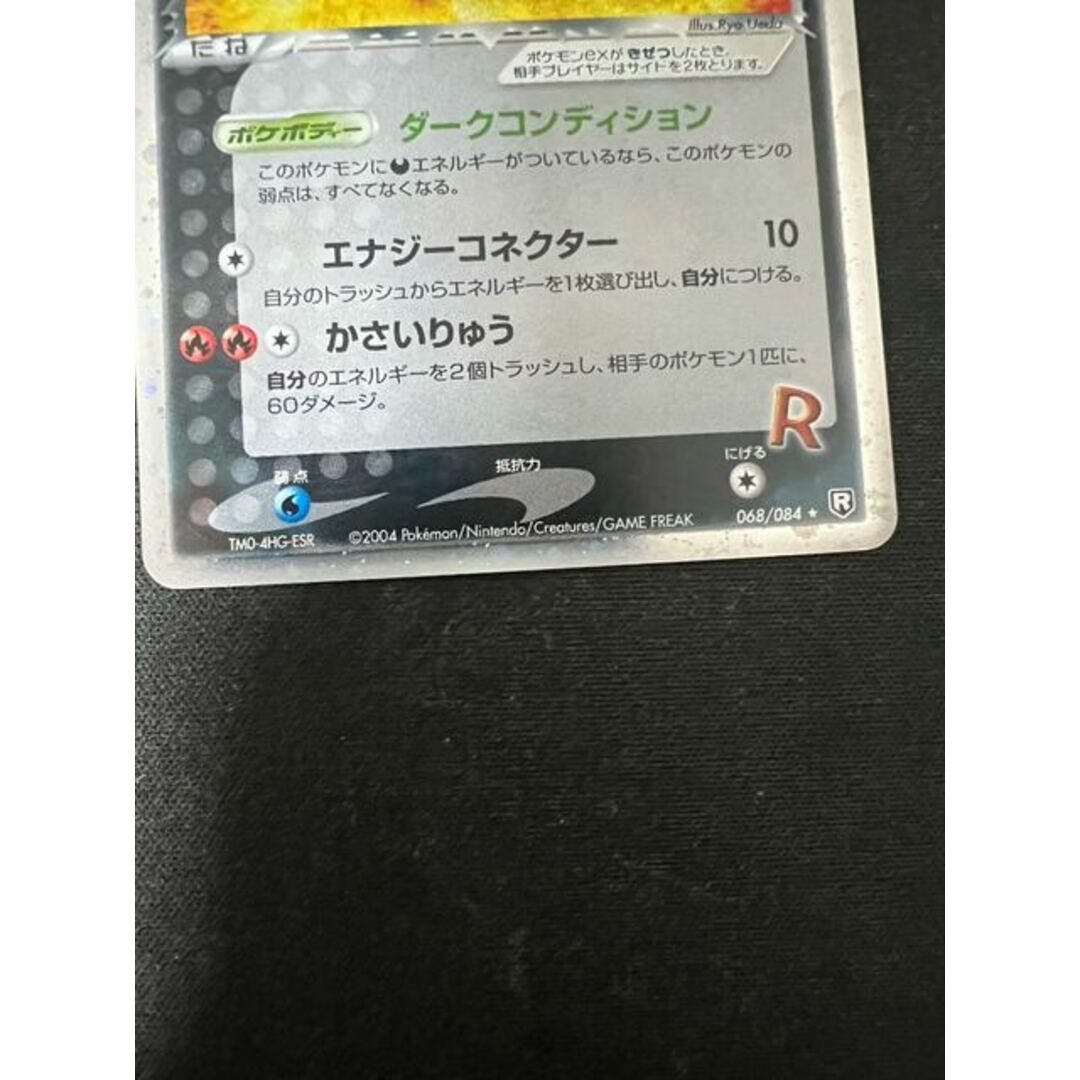 Illus. Ryo Ueda
たね
ポケモンexが きぜつしたとき、
相手プレイヤーはサイドを2枚とります。
ポケボディー ダークコンディション
このポケモンにエネルギーがついているなら、このポケモンの
弱点は、すべてなくなる。
エナジーコネクター 10
自分のトラッシュからエネルギーを1枚選び出し、自分につける。
かさいりゅう
自分のエネルギーを2個トラッシュし、相手のポケモン1匹に、
60ダメージ。
R
弱点 抵抗力 にげる
068/084 ★ R
TM0-4HG-ESR ©2004 Pokémon/Nintendo/Creatures/GAME FREAK